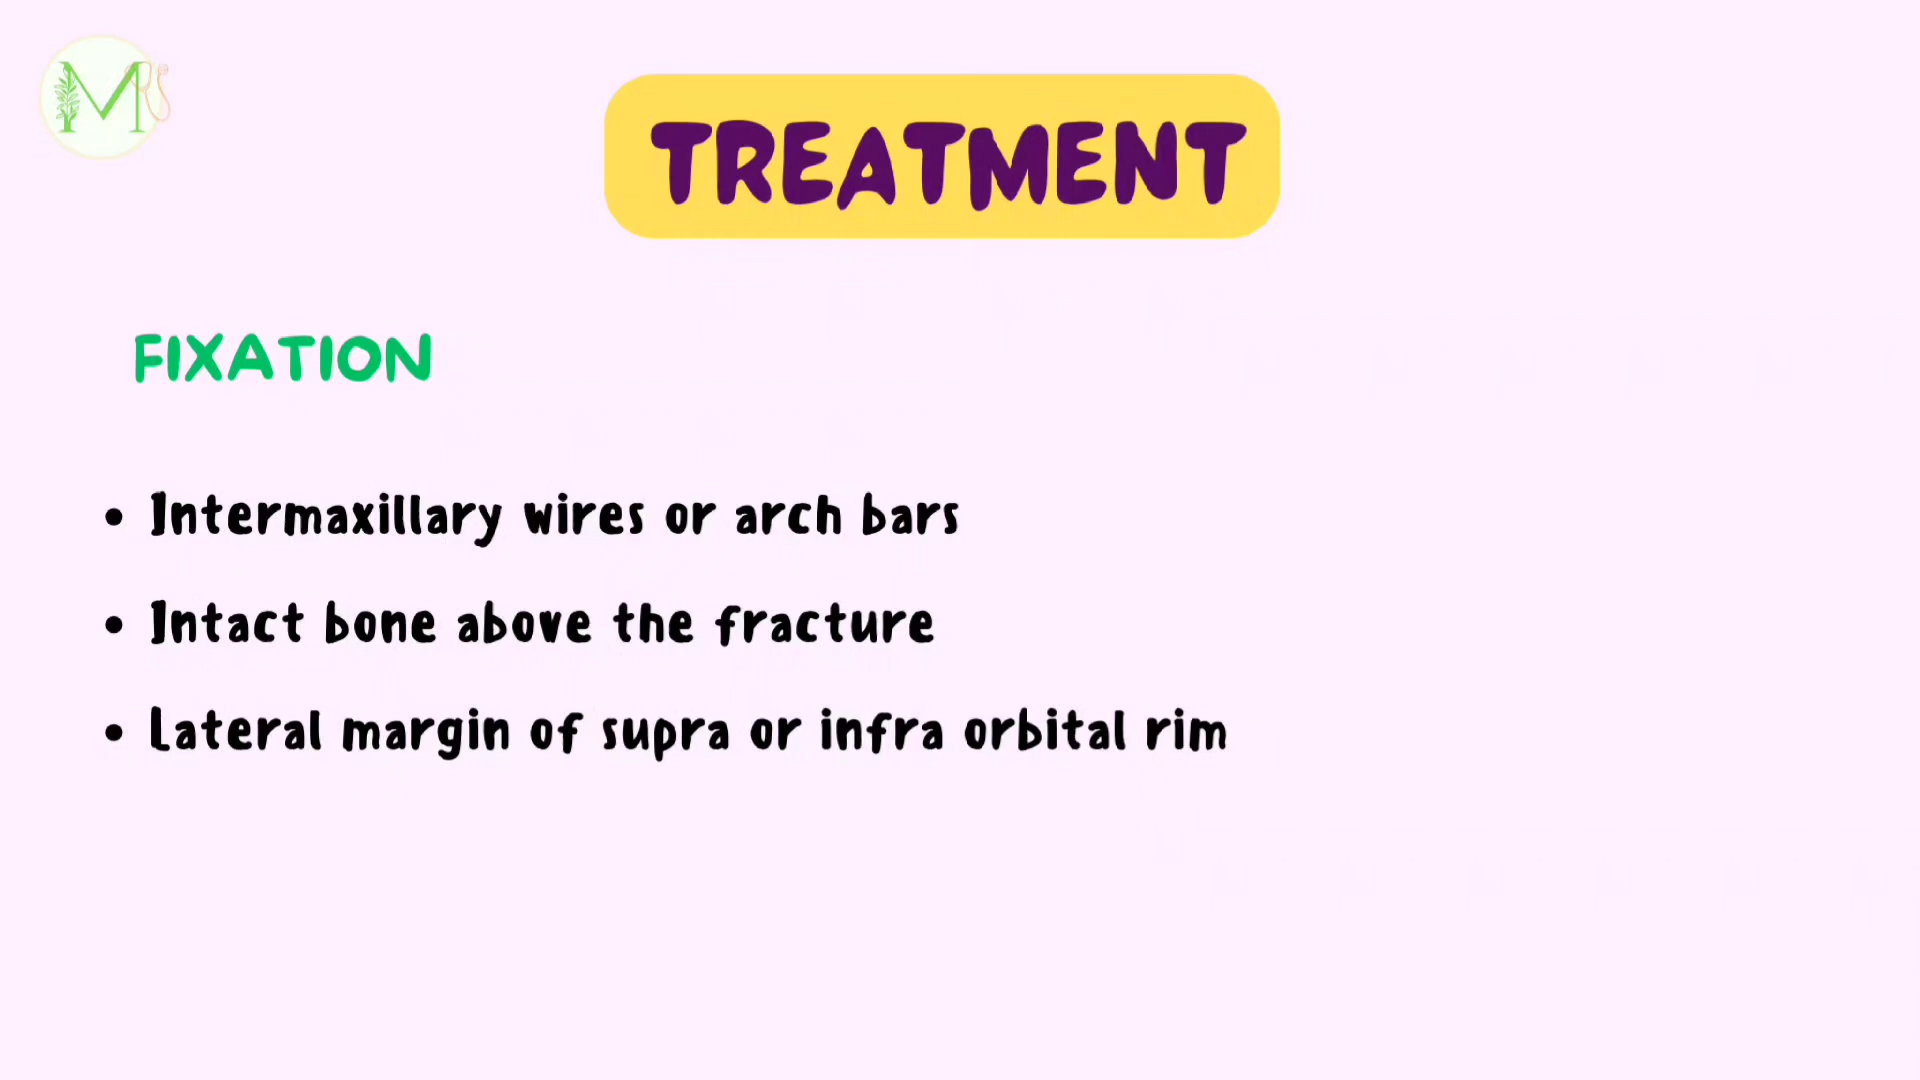 MRS
TREATMENT
FIXATION
• Intermaxillary wires or arch bars
• Intact bone above the fracture
• Lateral margin of supra or infra orbital rim